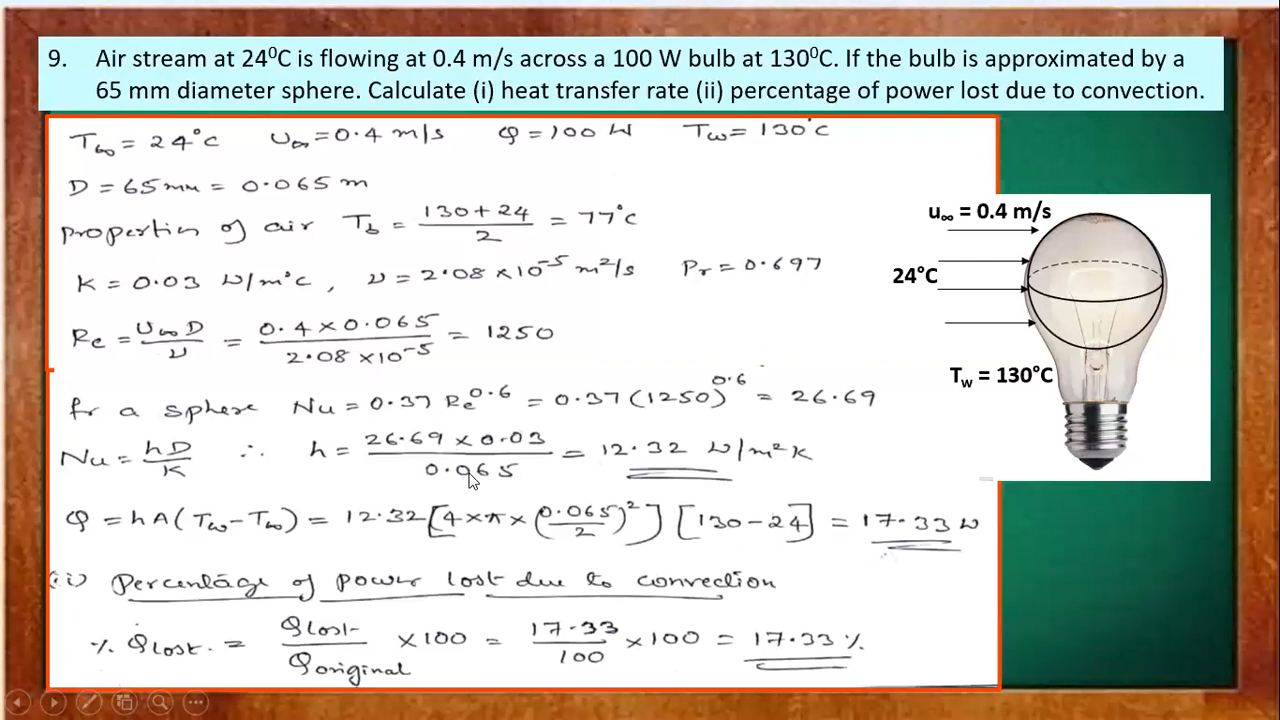 9. Air stream at 24⁰C is flowing at 0.4 m/s across a 100 W bulb at 130⁰C. If the bulb is approximated by a
65 mm diameter sphere. Calculate (i) heat transfer rate (ii) percentage of power lost due to convection.
T∞ = 24°C U∞ = 0.4 m/s Q = 100 W Tw = 130°C
D = 65 mm = 0.065 m
properties of air Tb = (130+24)/2 = 77°C
K = 0.03 W/m°C, ν = 2.08 × 10⁻⁵ m²/s Pr = 0.697
Re = U∞ D/ν = (0.4 × 0.065)/(2.08 × 10⁻⁵) = 1250
for a sphere Nu = 0.37 Re^0.6 = 0.37 (1250)^0.6 = 26.69
Nu = hD/K ∴ h = (26.69 × 0.03)/0.065 = 12.32 W/m²K
Q = hA(Tw − T∞) = 12.32 [4 × π × (0.065/2)²] [130 − 24] = 17.33 W
(ii) Percentage of power lost due to convection
% Qlost. = Qlost/Qoriginal × 100 = 17.33/100 × 100 = 17.33 %
u∞ = 0.4 m/s
24°C
Tw = 130°C